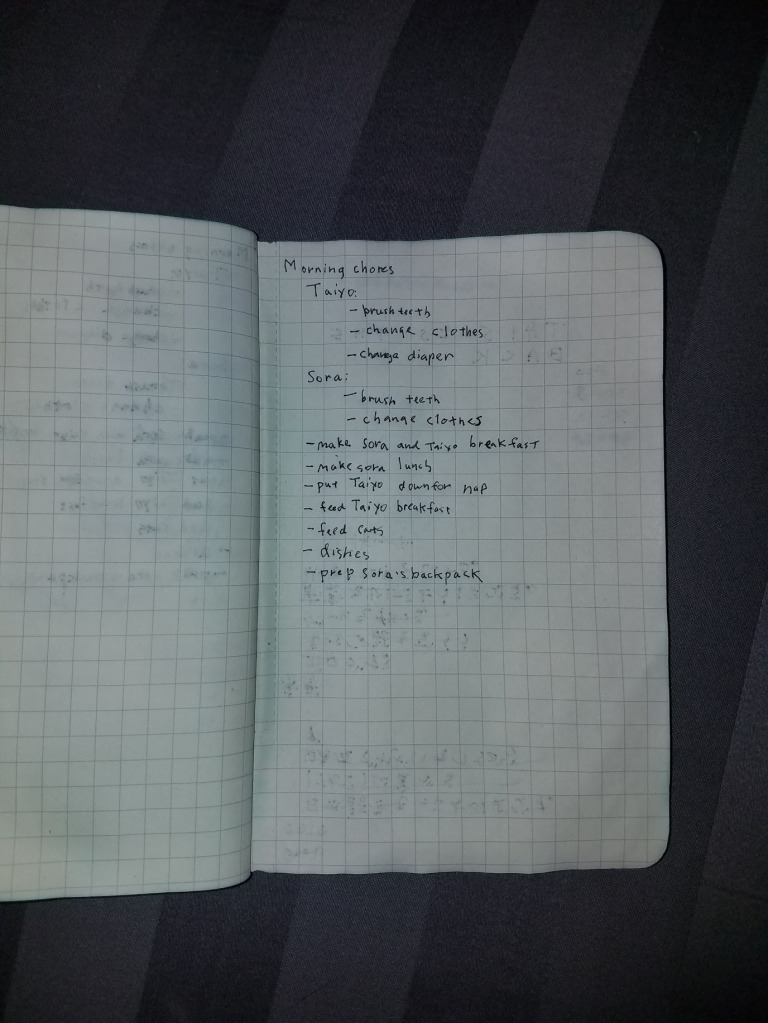 Morning chores
Taiyo:
- brush teeth
- change clothes
- change diaper
Sora:
- brush teeth
- change clothes
- make Sora and Taiyo breakfast
- make sora lunch
- put Taiyo down for nap
- feed Taiyo breakfast
- feed cats
- dishes
- prep Sora's backpack